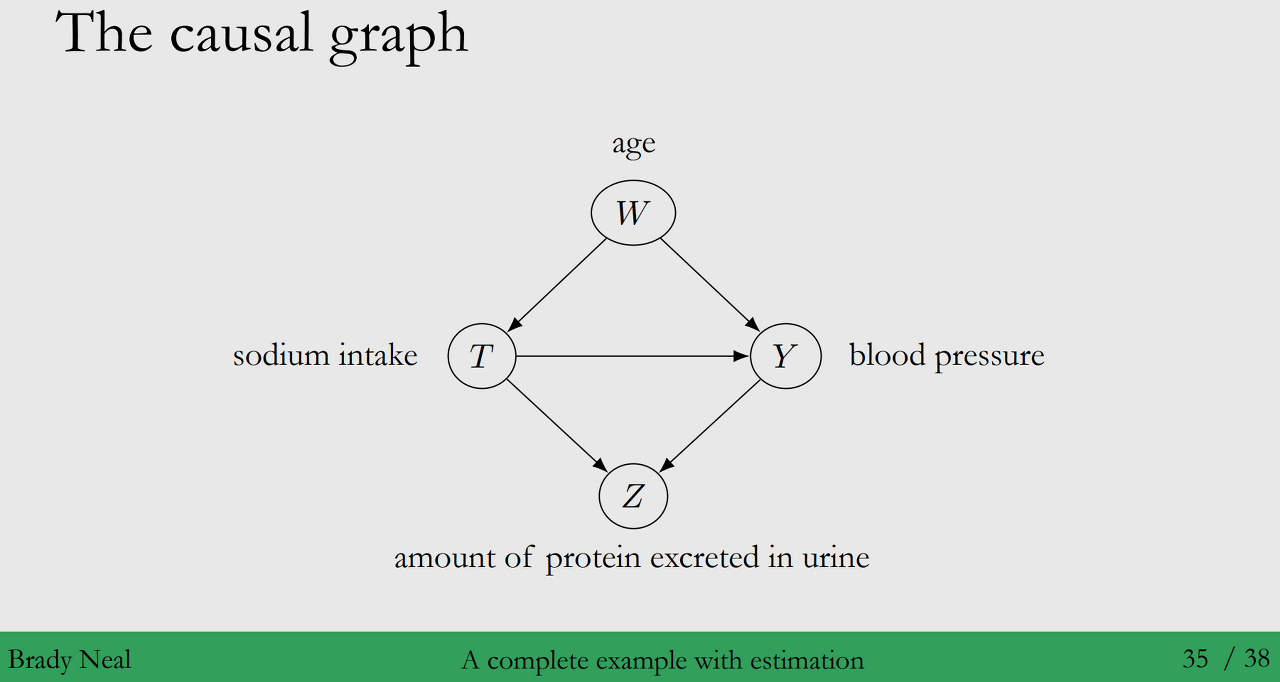 The causal graph
age
W
sodium intake T Y blood pressure
Z
amount of protein excreted in urine
Brady Neal A complete example with estimation 35 / 38